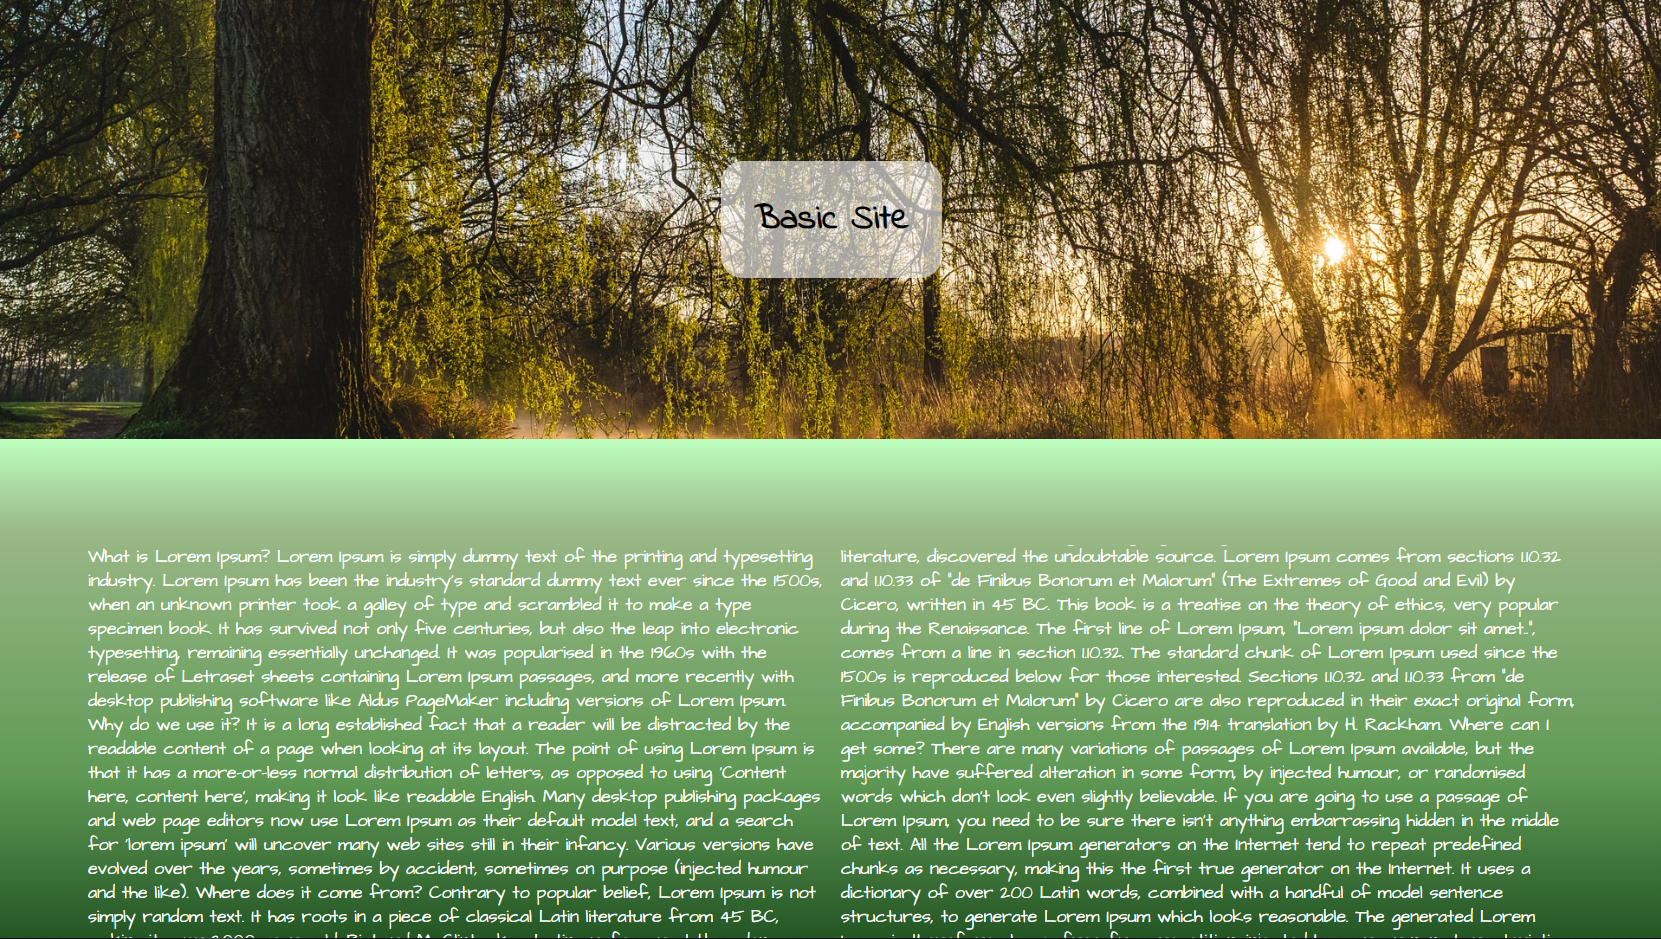 Basic Site
What is Lorem Ipsum? Lorem Ipsum is simply dummy text of the printing and typesetting
industry. Lorem Ipsum has been the industry's standard dummy text ever since the 1500s,
when an unknown printer took a galley of type and scrambled it to make a type
specimen book. It has survived not only five centuries, but also the leap into electronic
typesetting, remaining essentially unchanged. It was popularised in the 1960s with the
release of Letraset sheets containing Lorem Ipsum passages, and more recently with
desktop publishing software like Aldus PageMaker including versions of Lorem Ipsum.
Why do we use it? It is a long established fact that a reader will be distracted by the
readable content of a page when looking at its layout. The point of using Lorem Ipsum is
that it has a more-or-less normal distribution of letters, as opposed to using 'Content
here, content here', making it look like readable English. Many desktop publishing packages
and web page editors now use Lorem Ipsum as their default model text, and a search
for 'lorem ipsum' will uncover many web sites still in their infancy. Various versions have
evolved over the years, sometimes by accident, sometimes on purpose (injected humour
and the like). Where does it come from? Contrary to popular belief, Lorem Ipsum is not
simply random text. It has roots in a piece of classical Latin literature from 45 BC,
literature, discovered the undoubtable source. Lorem Ipsum comes from sections 1.10.32
and 1.10.33 of "de Finibus Bonorum et Malorum" (The Extremes of Good and Evil) by
Cicero, written in 45 BC. This book is a treatise on the theory of ethics, very popular
during the Renaissance. The first line of Lorem Ipsum, "Lorem ipsum dolor sit amet..",
comes from a line in section 1.10.32. The standard chunk of Lorem Ipsum used since the
1500s is reproduced below for those interested. Sections 1.10.32 and 1.10.33 from "de
Finibus Bonorum et Malorum" by Cicero are also reproduced in their exact original form,
accompanied by English versions from the 1914 translation by H. Rackham. Where can I
get some? There are many variations of passages of Lorem Ipsum available, but the
majority have suffered alteration in some form, by injected humour, or randomised
words which don't look even slightly believable. If you are going to use a passage of
Lorem Ipsum, you need to be sure there isn't anything embarrassing hidden in the middle
of text. All the Lorem Ipsum generators on the Internet tend to repeat predefined
chunks as necessary, making this the first true generator on the Internet. It uses a
dictionary of over 200 Latin words, combined with a handful of model sentence
structures, to generate Lorem Ipsum which looks reasonable. The generated Lorem